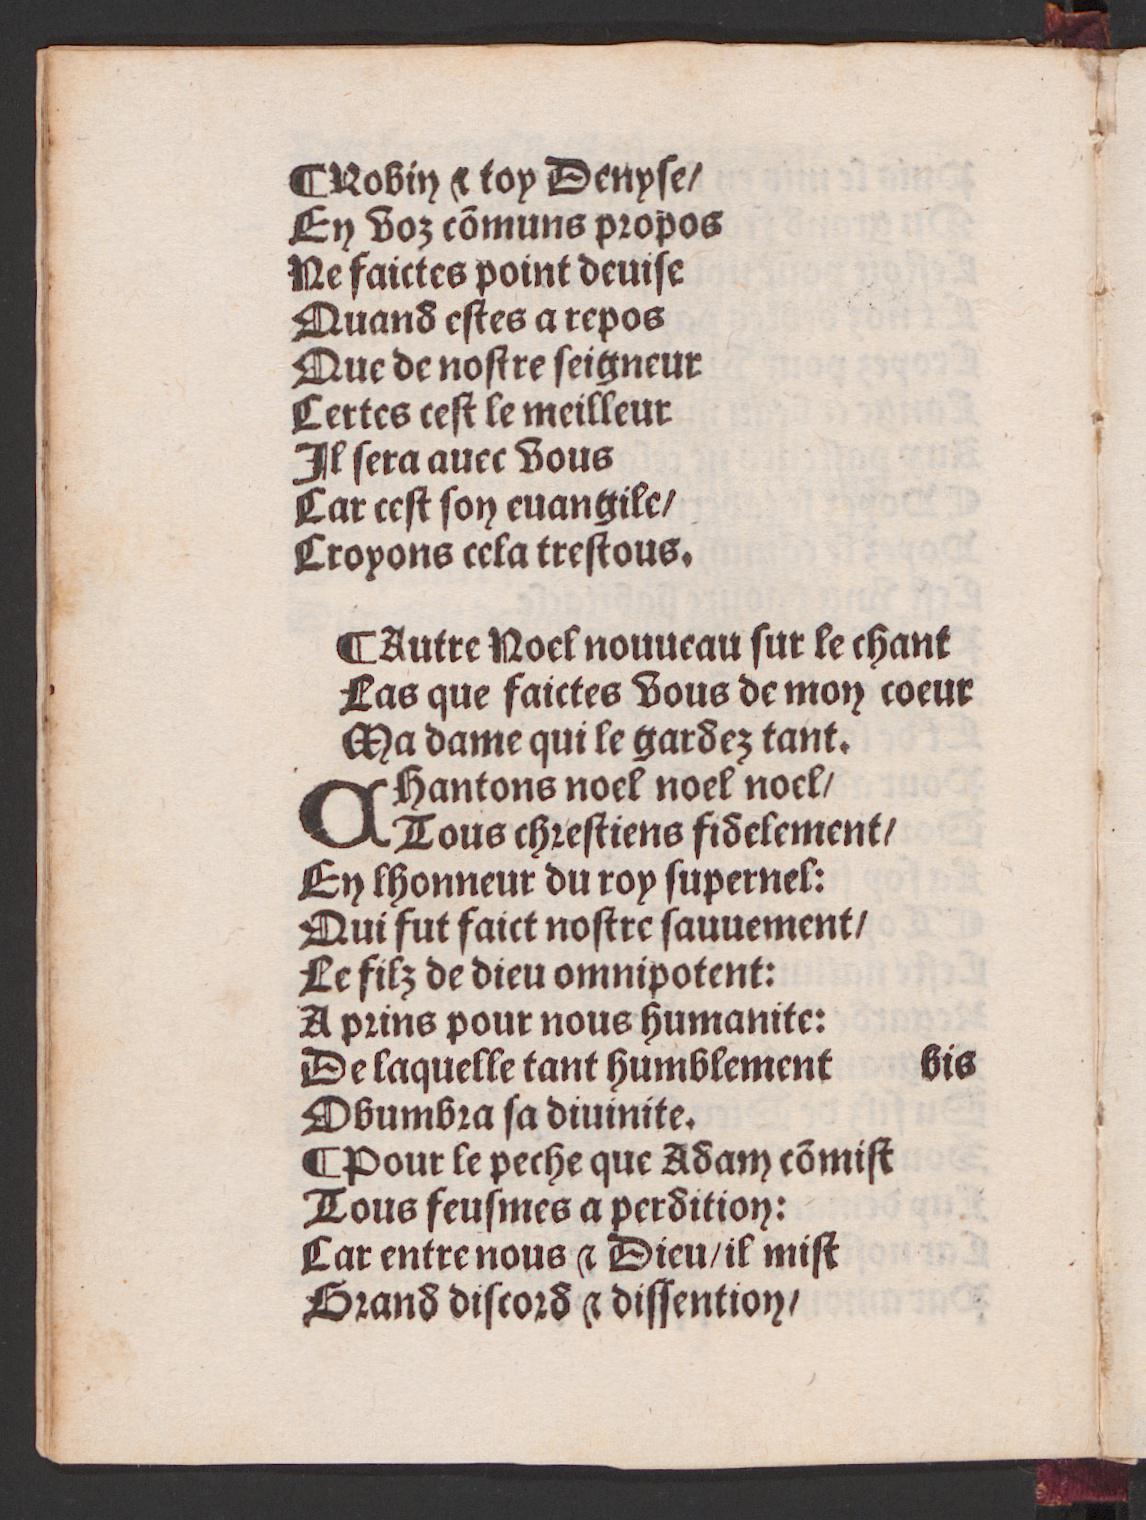 ¶Robin ⁊ toy Denyse/
En voz cõmuns propos
Ne faictes point deuise
Quand estes a repos
Que de nostre seigneur
Certes cest le meilleur
Il sera auec vous
Car cest son euangile/
Croyons cela trestous.
¶Autre Noel nouueau sur le chant
Las que faictes vous de mon coeur
Ma dame qui le gardez tant.
CHantons noel noel noel/
Tous chrestiens fidelement/
En lhonneur du roy supernel:
Qui fut faict nostre sauuement/
Le filz de dieu omnipotent:
A prins pour nous humanite:
De laquelle tant humblement bis
Obumbra sa diuinite.
¶Pour le peche que Adam cõmist
Tous feusmes a perdition:
Car entre nous ⁊ Dieu/il mist
Grand discord ⁊ dissention/